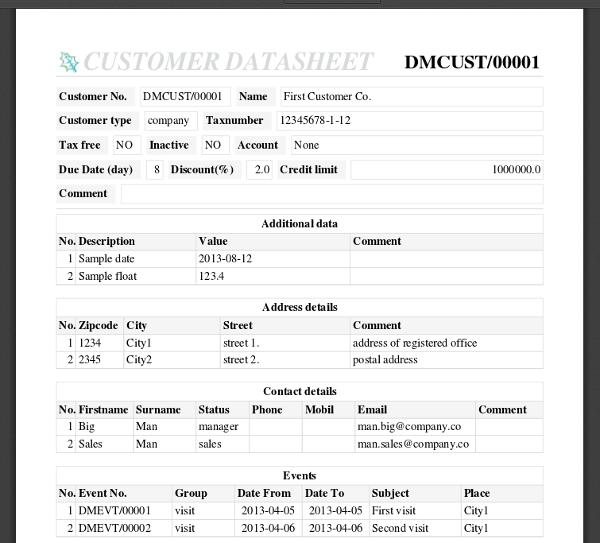 CUSTOMER DATASHEET DMCUST/00001
Customer No. DMCUST/00001 Name First Customer Co.
Customer type company Taxnumber 12345678-1-12
Tax free NO Inactive NO Account None
Due Date (day) 8 Discount(%) 2.0 Credit limit 1000000.0
Comment
Additional data
No. Description Value Comment
1 Sample date 2013-08-12
2 Sample float 123.4
Address details
No. Zipcode City Street Comment
1 1234 City1 street 1. address of registered office
2 2345 City2 street 2. postal address
Contact details
No. Firstname Surname Status Phone Mobil Email Comment
1 Big Man manager man.big@company.co
2 Sales Man sales man.sales@company.co
Events
No. Event No. Group Date From Date To Subject Place
1 DMEVT/00001 visit 2013-04-05 2013-04-05 First visit City1
2 DMEVT/00002 visit 2013-04-06 2013-04-06 Second visit City1